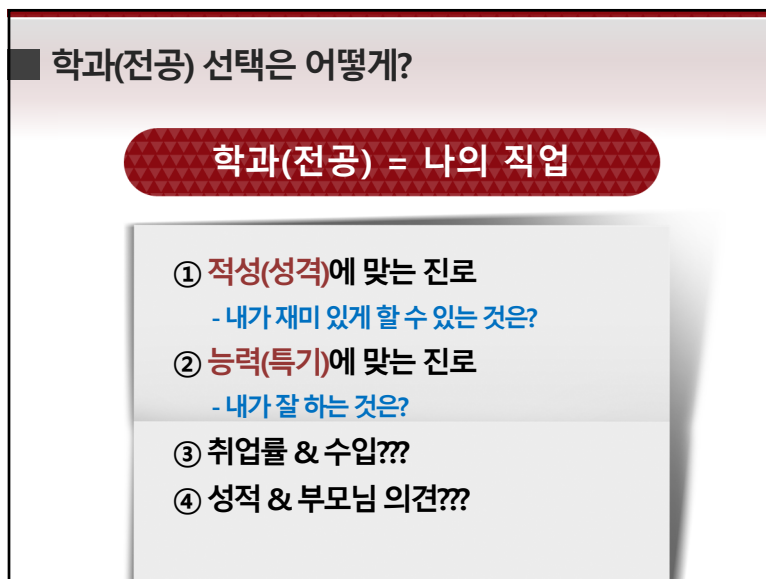 학과(전공) 선택은 어떻게?
학과(전공) = 나의 직업
① 적성(성격)에 맞는 진로
- 내가 재미 있게 할 수 있는 것은?
② 능력(특기)에 맞는 진로
- 내가 잘 하는 것은?
③ 취업률 & 수입???
④ 성적 & 부모님 의견???